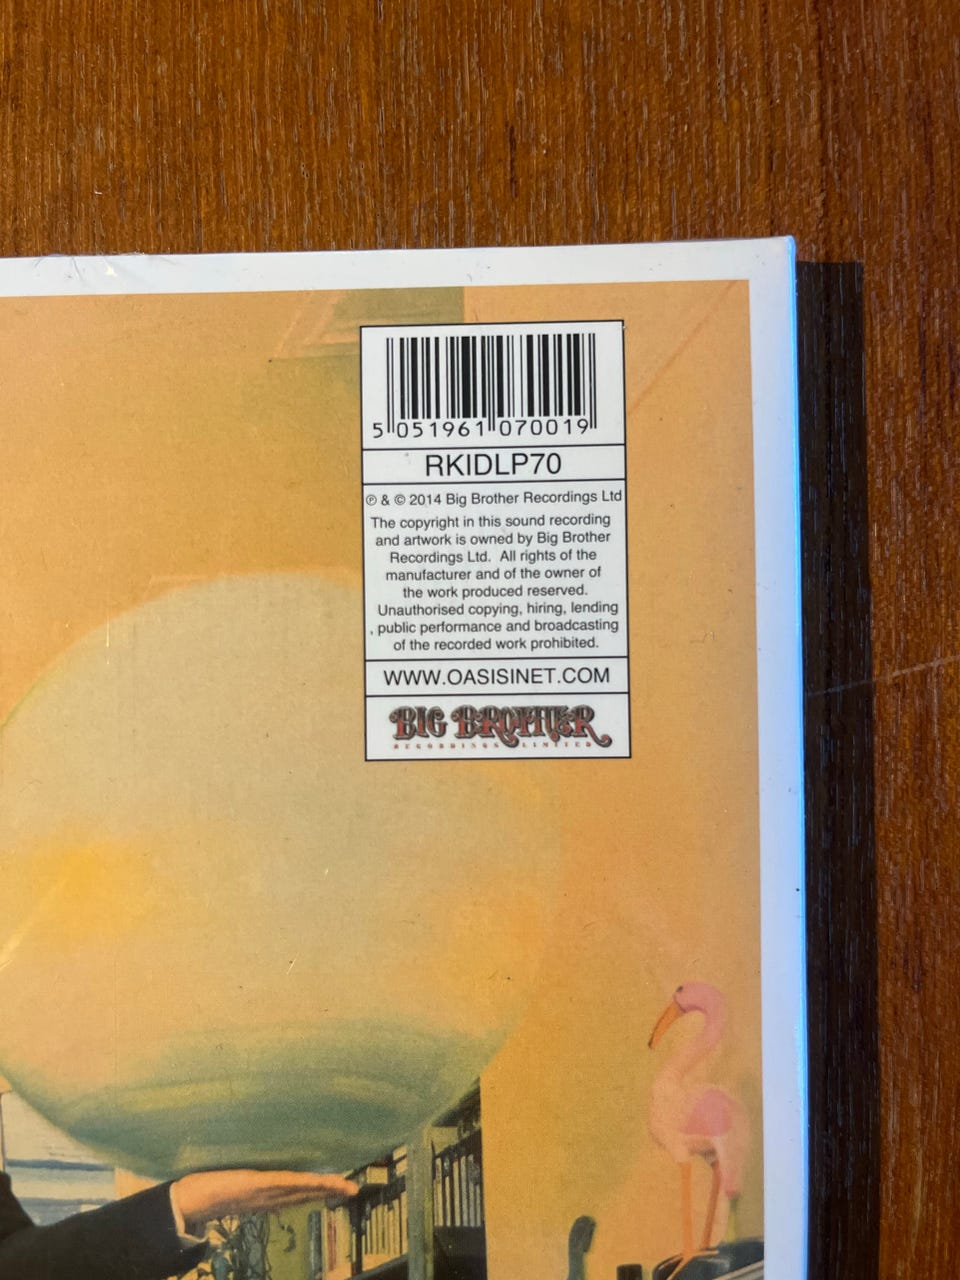 5 051961 070019
RKIDLP70
℗ & © 2014 Big Brother Recordings Ltd
The copyright in this sound recording
and artwork is owned by Big Brother
Recordings Ltd. All rights of the
manufacturer and of the owner of
the work produced reserved.
Unauthorised copying, hiring, lending
, public performance and broadcasting
of the recorded work prohibited.
WWW.OASISINET.COM
BIG BROTHER
RECORDINGS LIMITED